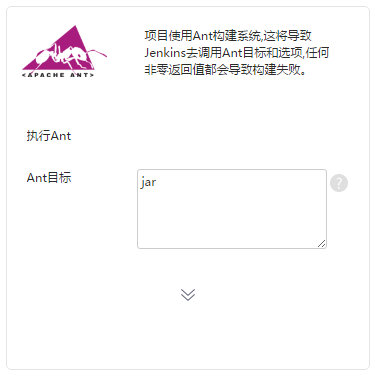 <APACHE ANT>
项目使用Ant构建系统,这将导致
Jenkins去调用Ant目标和选项,任何
非零返回值都会导致构建失败。
执行Ant
Ant目标
jar
?